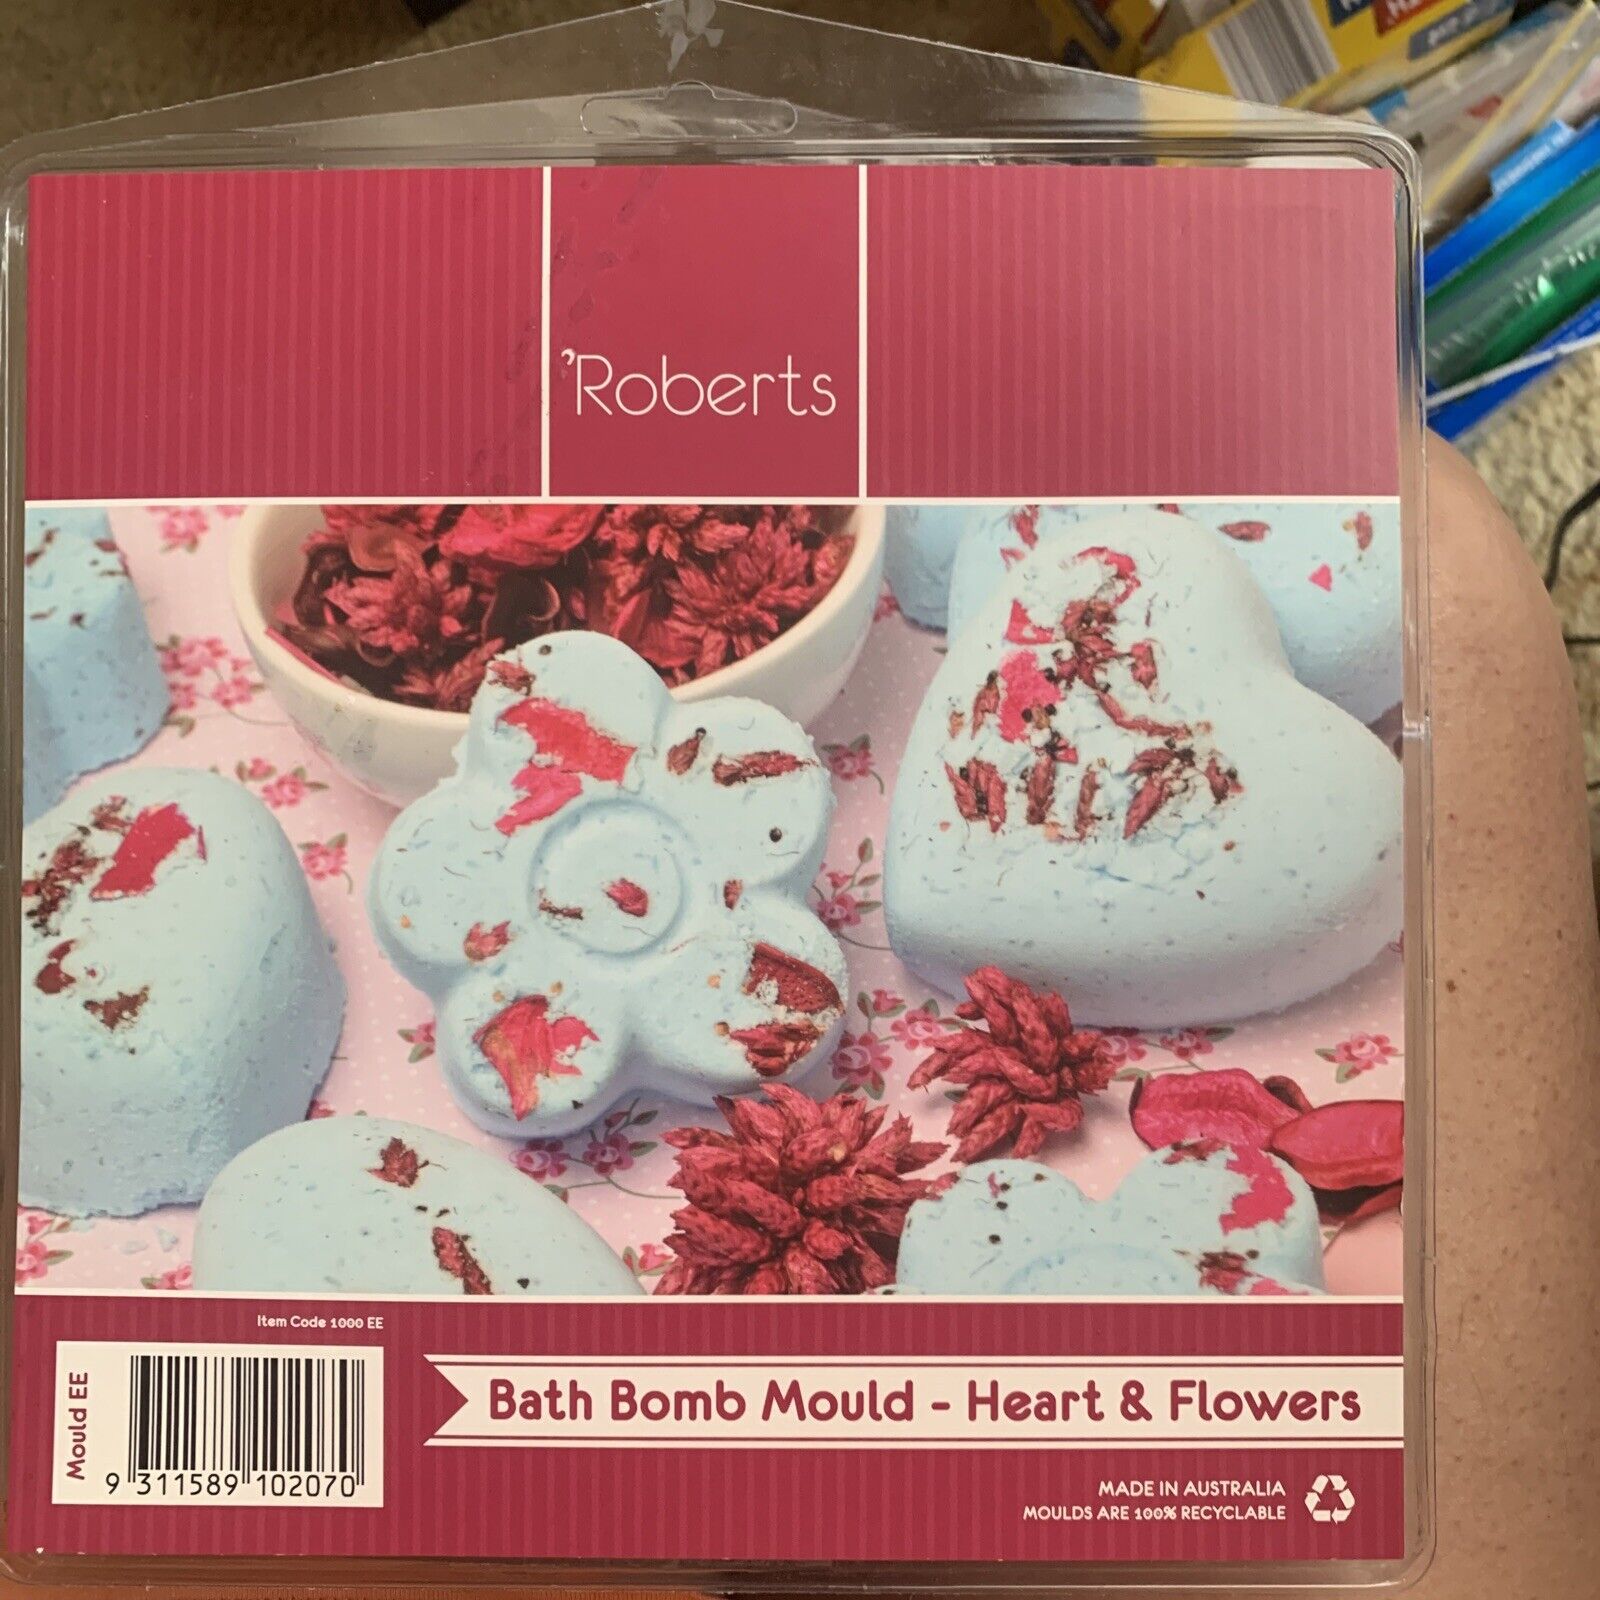 'Roberts
Item Code 1000 EE
Mould EE
9 311589 102070
Bath Bomb Mould - Heart & Flowers
MADE IN AUSTRALIA
MOULDS ARE 100% RECYCLABLE